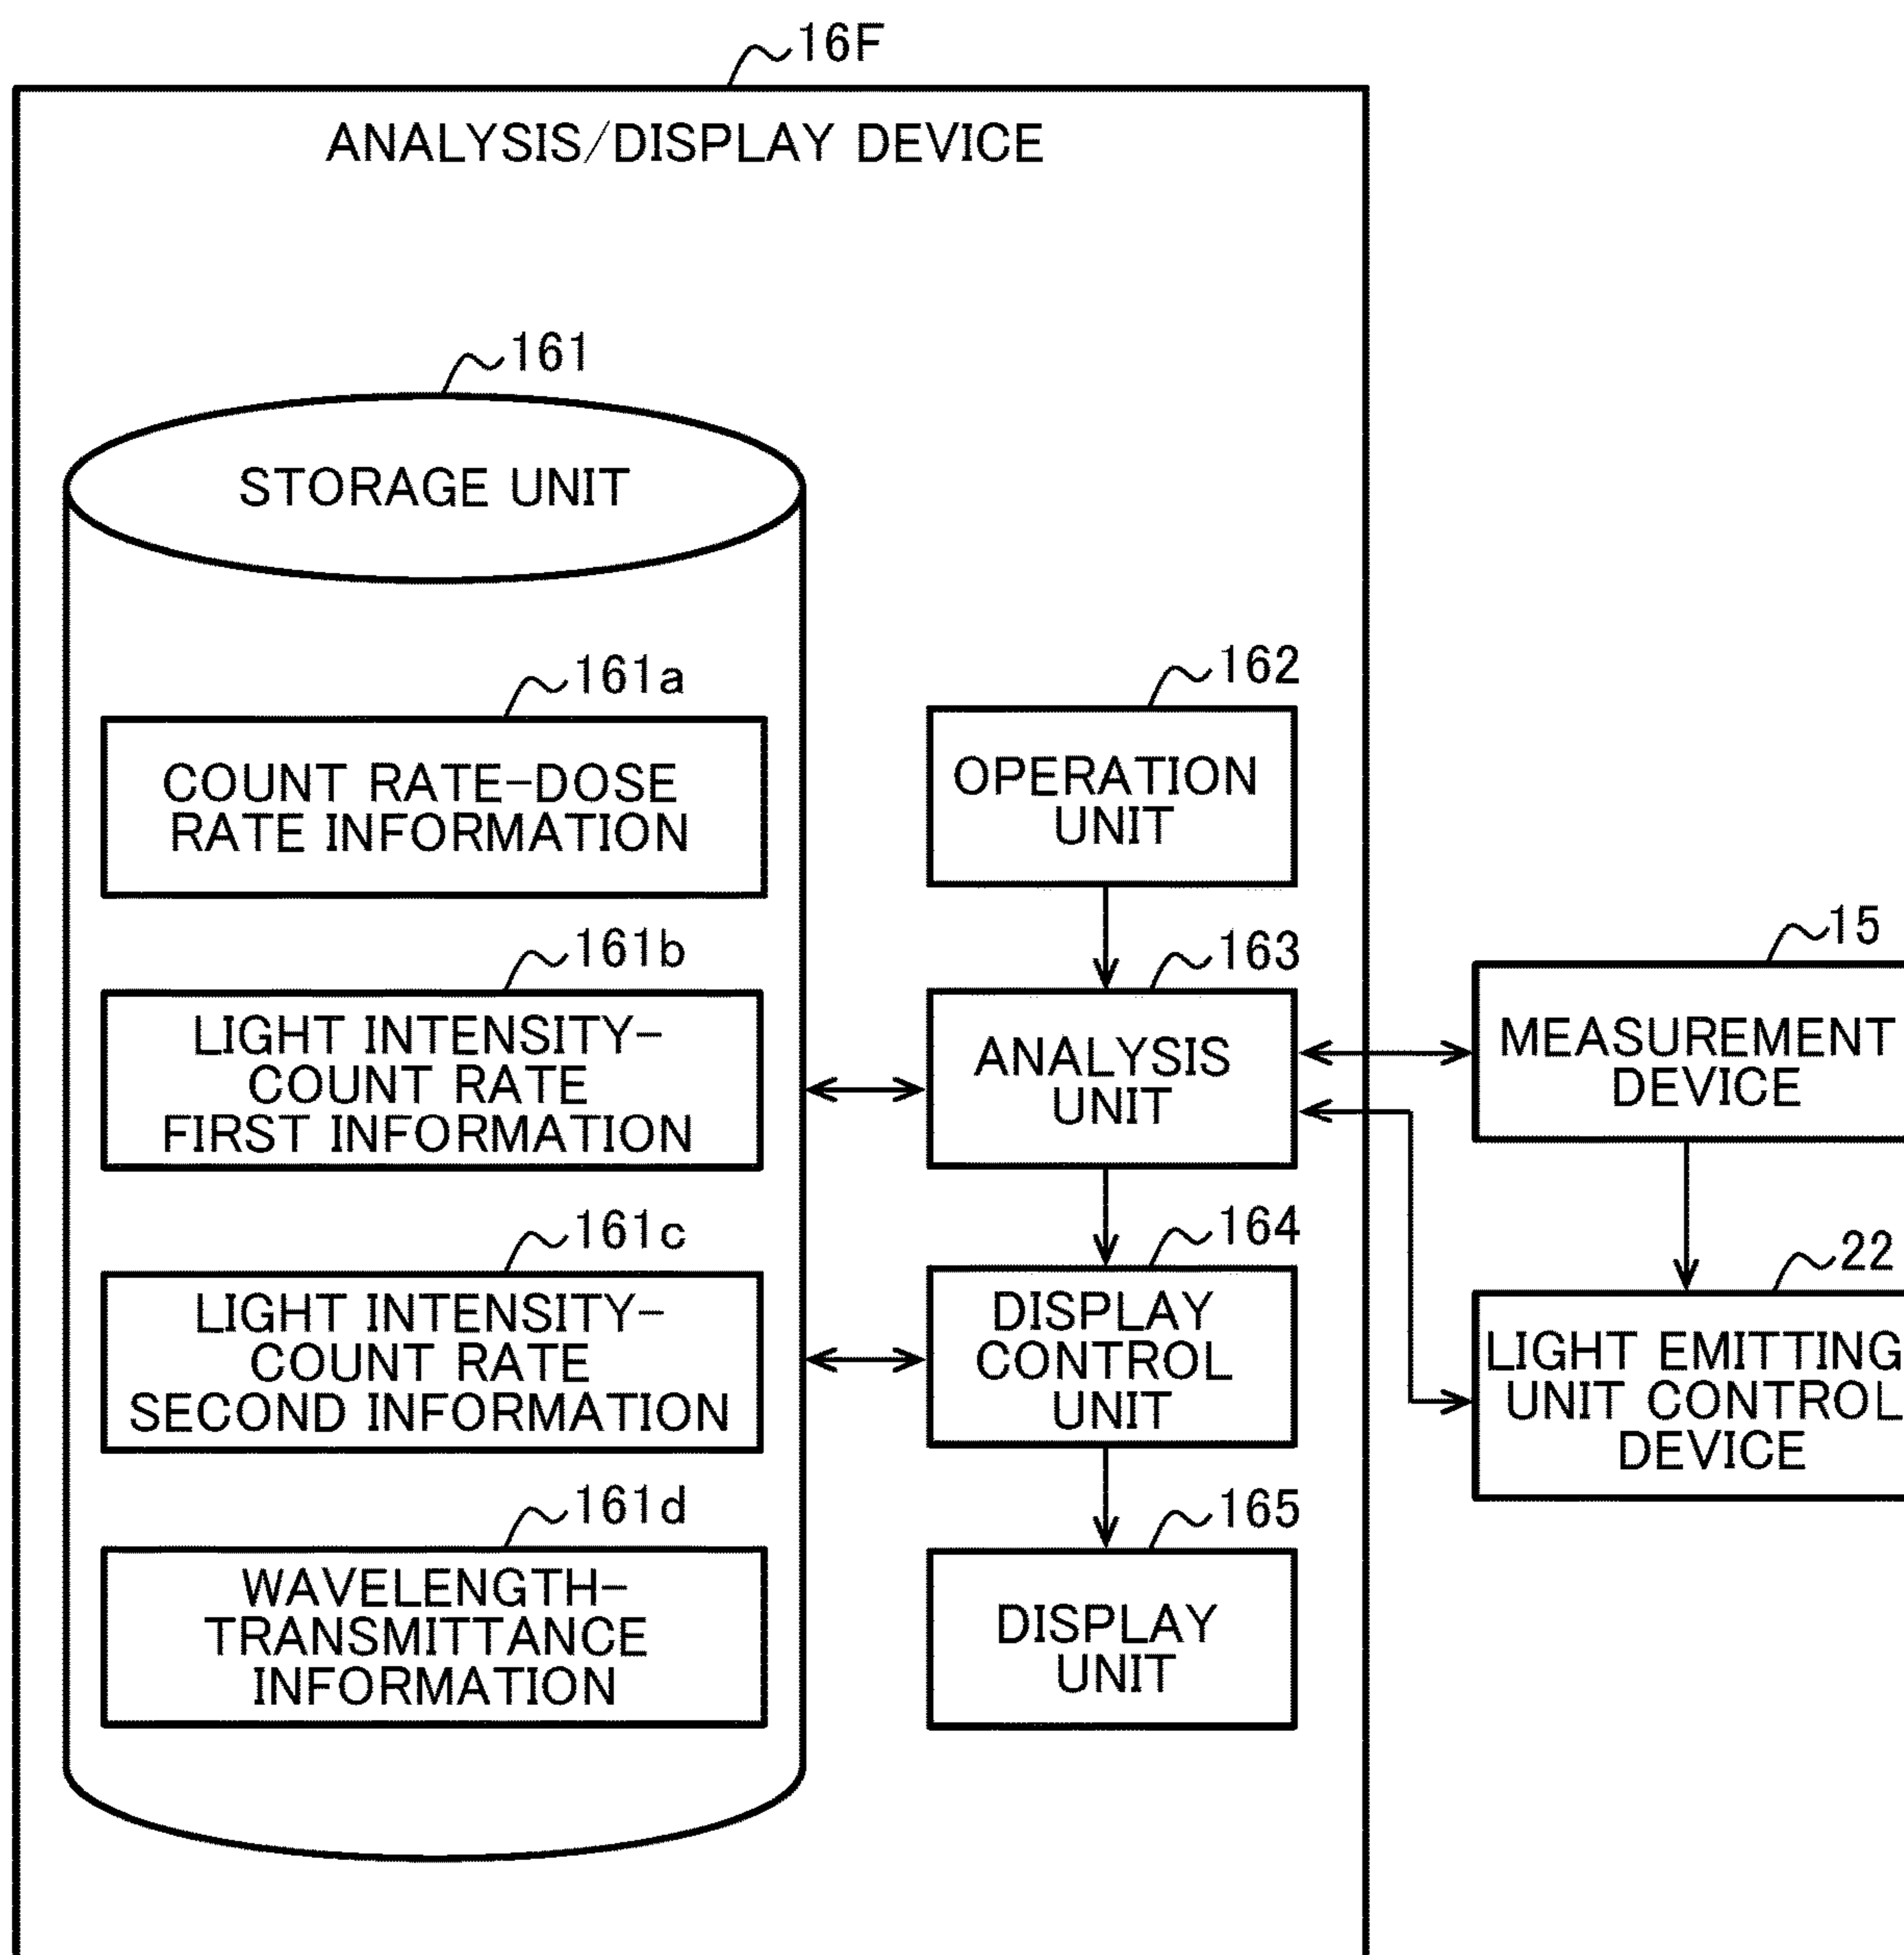 16F
ANALYSIS/DISPLAY DEVICE
161
STORAGE UNIT
161a
COUNT RATE-DOSE
RATE INFORMATION
161b
LIGHT INTENSITY-
COUNT RATE
FIRST INFORMATION
161c
LIGHT INTENSITY-
COUNT RATE
SECOND INFORMATION
161d
WAVELENGTH-
TRANSMITTANCE
INFORMATION
162
OPERATION
UNIT
163
ANALYSIS
UNIT
164
DISPLAY
CONTROL
UNIT
165
DISPLAY
UNIT
15
MEASUREMENT
DEVICE
22
LIGHT EMITTING
UNIT CONTROL
DEVICE